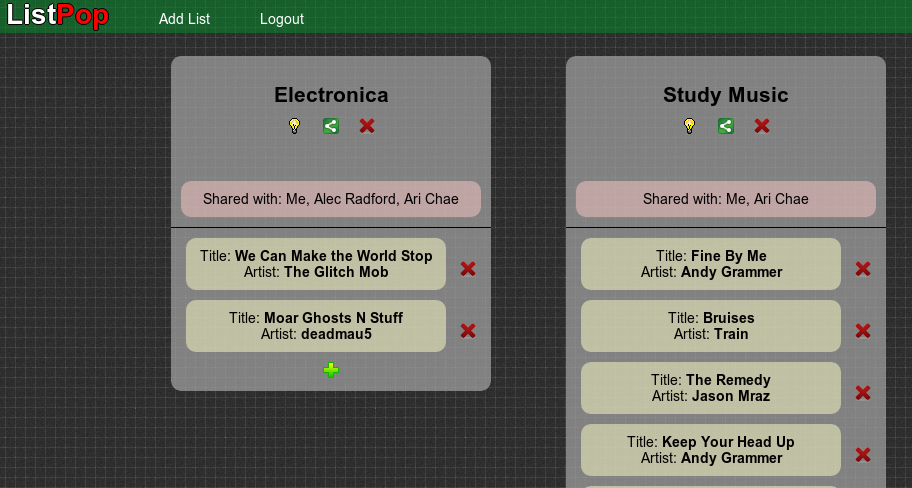 ListPop
Add List
Logout
Electronica
Shared with: Me, Alec Radford, Ari Chae
Title: We Can Make the World Stop
Artist: The Glitch Mob
Title: Moar Ghosts N Stuff
Artist: deadmau5
Study Music
Shared with: Me, Ari Chae
Title: Fine By Me
Artist: Andy Grammer
Title: Bruises
Artist: Train
Title: The Remedy
Artist: Jason Mraz
Title: Keep Your Head Up
Artist: Andy Grammer